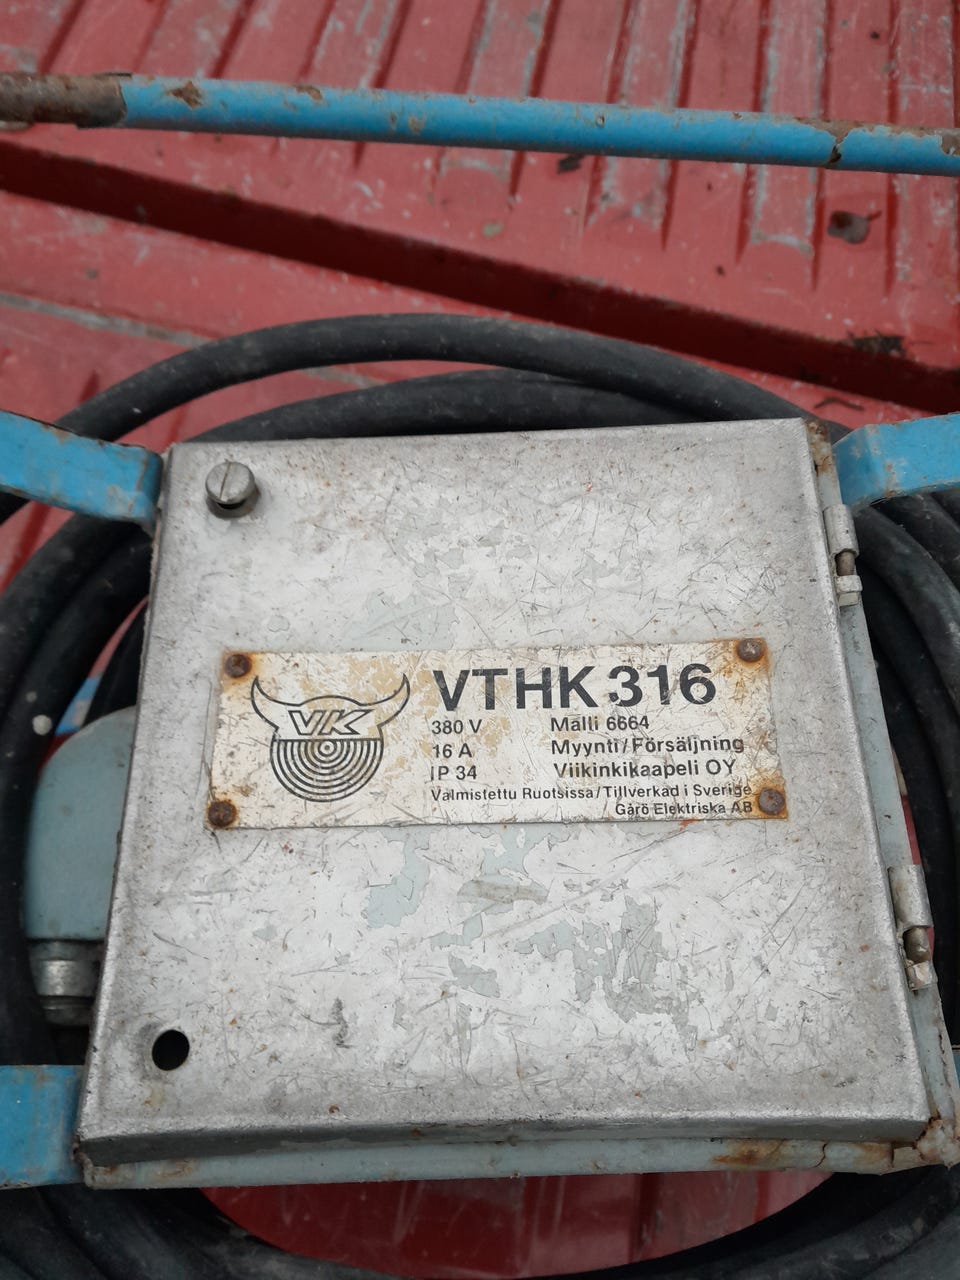 VK
VTHK 316
380 V
Malli 6664
16 A
Myynti/Försäljning
IP 34
Viikinkikaapeli OY
Valmistettu Ruotsissa/Tillverkad i Sverige
Garö Elektriska AB